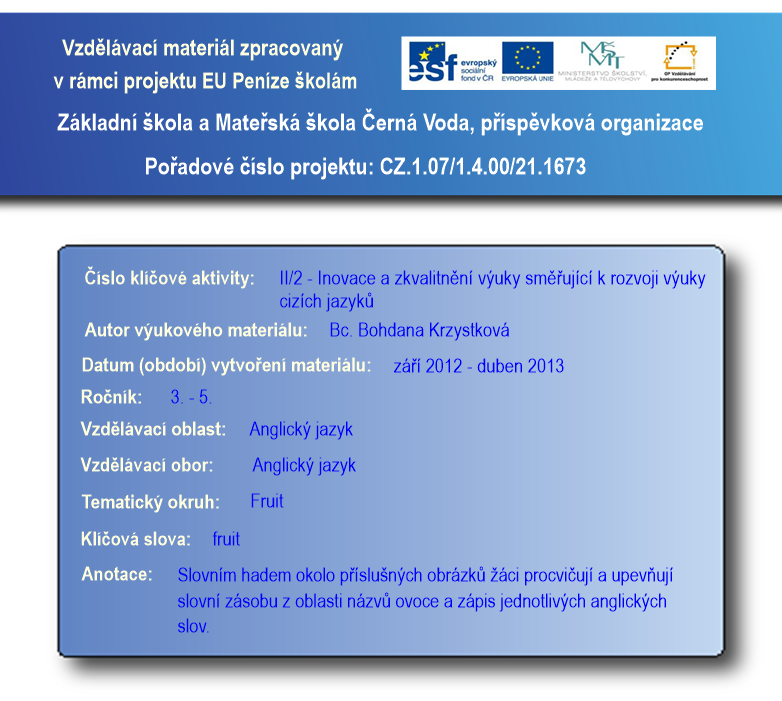 Vzdělávací materiál zpracovaný
v rámci projektu EU Peníze školám
esf evropský sociální fond v ČR
EVROPSKÁ UNIE
MINISTERSTVO ŠKOLSTVÍ,
MLÁDEŽE A TĚLOVÝCHOVY
OP Vzdělávání
pro konkurenceschopnost
Základní škola a Mateřská škola Černá Voda, příspěvková organizace
Pořadové číslo projektu: CZ.1.07/1.4.00/21.1673
Číslo klíčové aktivity: II/2 - Inovace a zkvalitnění výuky směřující k rozvoji výuky
cizích jazyků
Autor výukového materiálu: Bc. Bohdana Krzystková
Datum (období) vytvoření materiálu: září 2012 - duben 2013
Ročník: 3. - 5.
Vzdělávací oblast: Anglický jazyk
Vzdělávací obor: Anglický jazyk
Tematický okruh: Fruit
Klíčová slova: fruit
Anotace: Slovním hadem okolo příslušných obrázků žáci procvičují a upevňují
slovní zásobu z oblasti názvů ovoce a zápis jednotlivých anglických
slov.